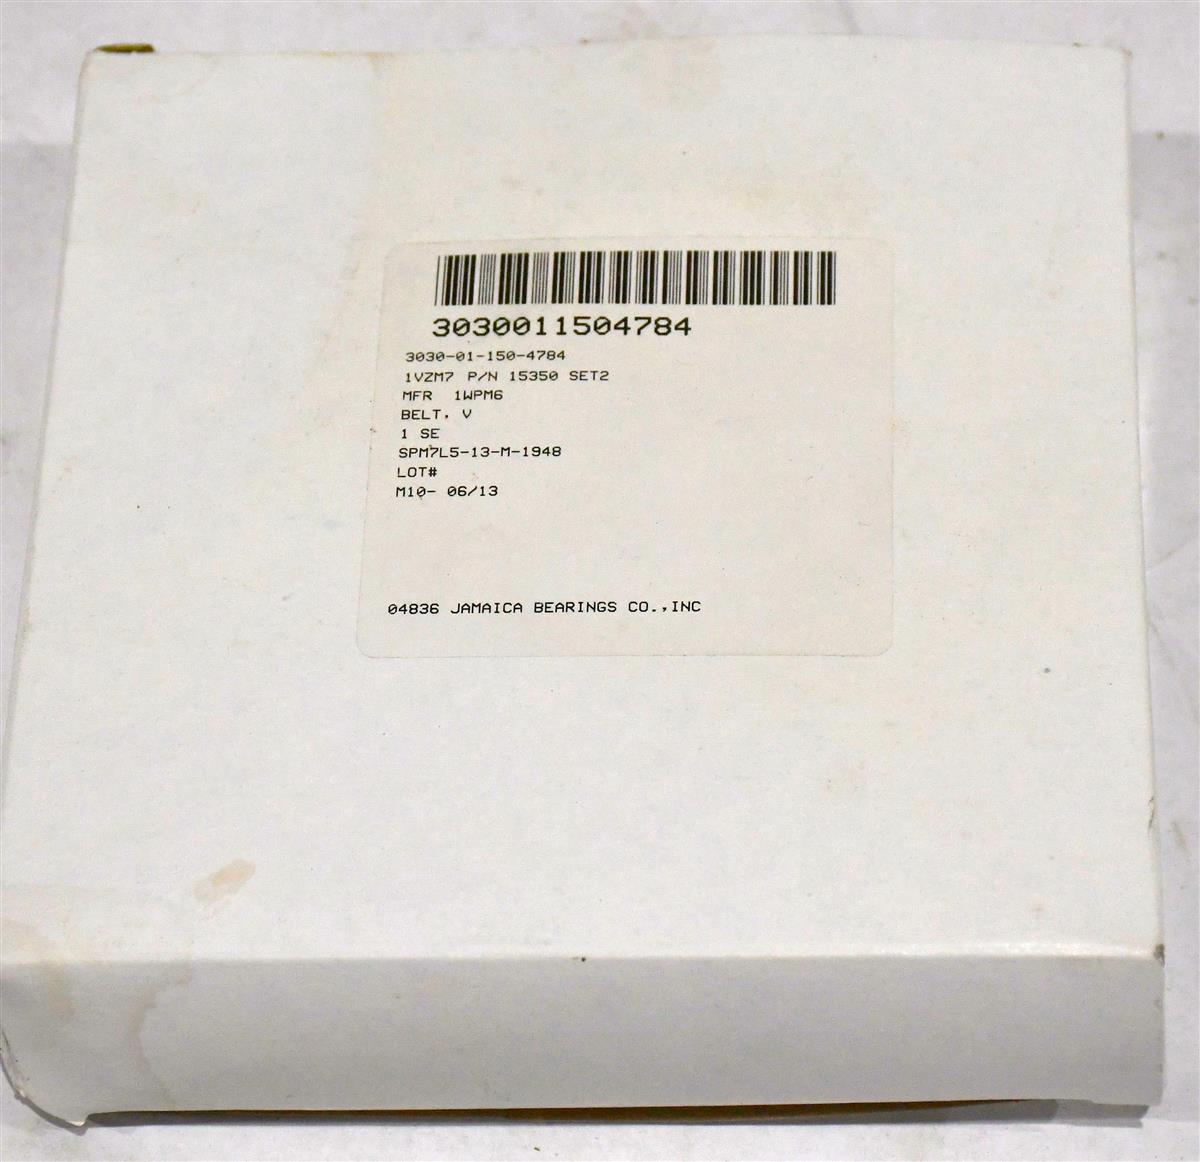 3030011504784
3030-01-150-4784
1VZM7 P/N 15350 SET2
MFR 1WPM6
BELT, V
1 SE
SPM7L5-13-M-1948
LOT#
M10- 06/13
04836 JAMAICA BEARINGS CO.,INC